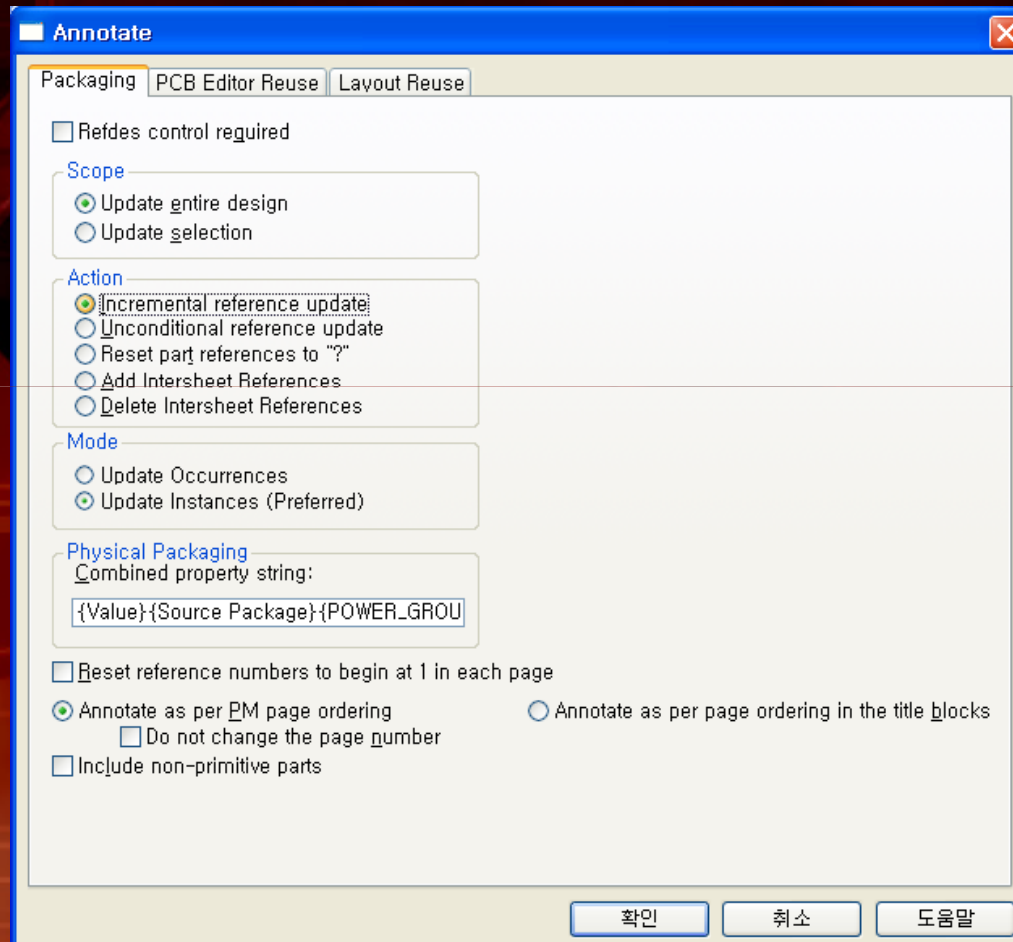 Annotate
Packaging PCB Editor Reuse Layout Reuse
Refdes control required
Scope
Update entire design
Update selection
Action
Incremental reference update
Unconditional reference update
Reset part references to "?"
Add Intersheet References
Delete Intersheet References
Mode
Update Occurrences
Update Instances (Preferred)
Physical Packaging
Combined property string:
{Value}{Source Package}{POWER_GROU
Reset reference numbers to begin at 1 in each page
Annotate as per PM page ordering Annotate as per page ordering in the title blocks
Do not change the page number
Include non-primitive parts
확인 취소 도움말